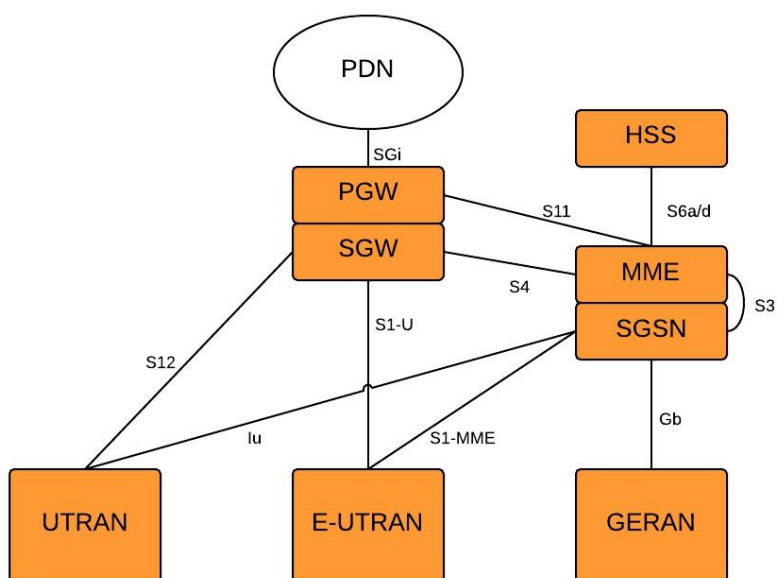 PDN
HSS
SGi
PGW
S11
S6a/d
SGW
MME
S4
S3
S1-U
SGSN
S12
Gb
Iu
S1-MME
UTRAN
E-UTRAN
GERAN